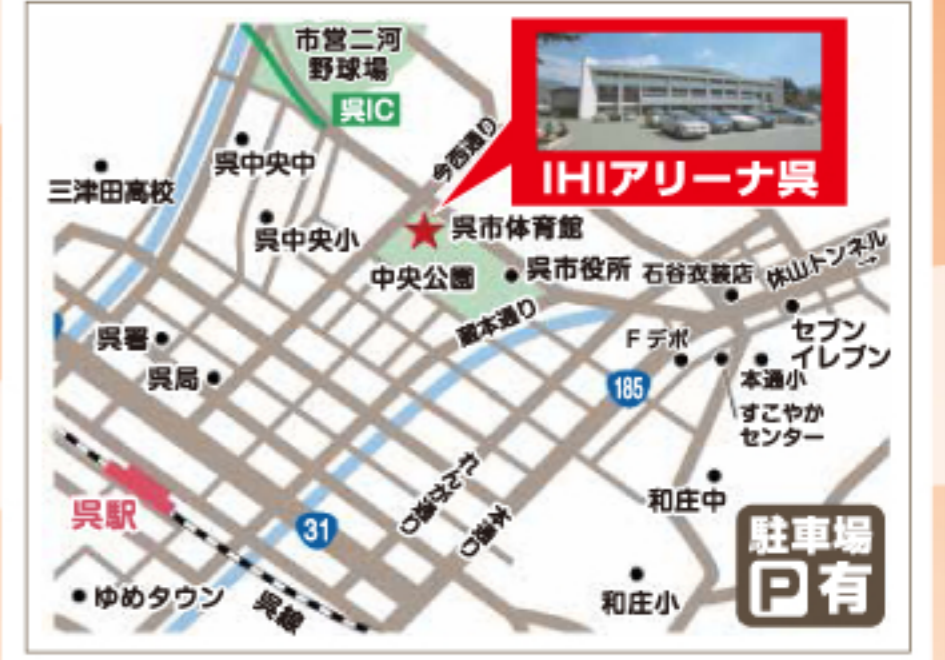 市営二河
野球場
呉IC
今西通り
IHIアリーナ呉
三津田高校
呉中央中
呉中央小
呉市体育館
中央公園
呉市役所
石谷衣装店
休山トンネル
→
蔵本通り
セブン
イレブン
Fデポ
呉署
呉局
185
本通小
すこやか
センター
れんが通り
和庄中
呉駅
31
本通り
駐車場
P有
ゆめタウン
呉線
和庄小